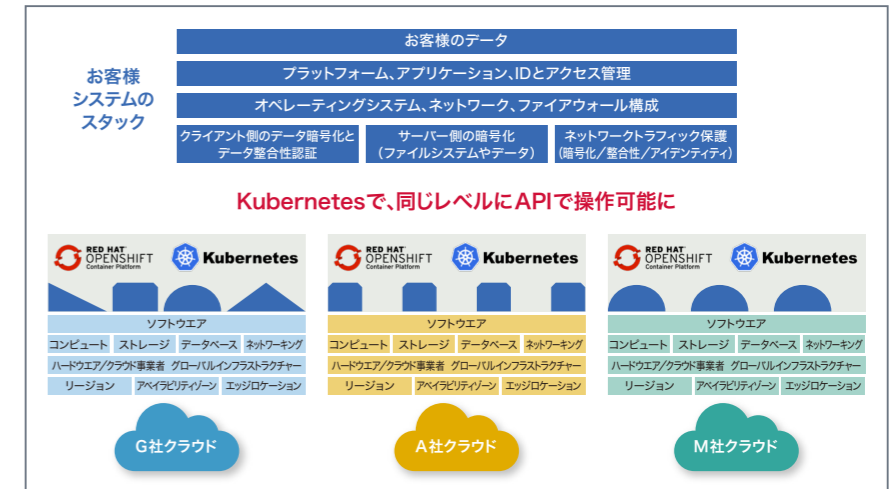 お客様
システムの
スタック
お客様のデータ
プラットフォーム、アプリケーション、IDとアクセス管理
オペレーティングシステム、ネットワーク、ファイアウォール構成
クライアント側のデータ暗号化と
データ整合性認証
サーバー側の暗号化
(ファイルシステムやデータ)
ネットワークトラフィック保護
(暗号化/整合性/アイデンティティ)
Kubernetesで、同じレベルにAPIで操作可能に
RED HAT
OPENSHIFT
Container Platform
Kubernetes
ソフトウエア
コンピュート ストレージ データベース ネットワーキング
ハードウエア/クラウド事業者 グローバルインフラストラクチャー
リージョン アベイラビリティゾーン エッジロケーション
G社クラウド
RED HAT
OPENSHIFT
Container Platform
Kubernetes
ソフトウエア
コンピュート ストレージ データベース ネットワーキング
ハードウエア/クラウド事業者 グローバルインフラストラクチャー
リージョン アベイラビリティゾーン エッジロケーション
A社クラウド
RED HAT
OPENSHIFT
Container Platform
Kubernetes
ソフトウエア
コンピュート ストレージ データベース ネットワーキング
ハードウエア/クラウド事業者 グローバルインフラストラクチャー
リージョン アベイラビリティゾーン エッジロケーション
M社クラウド